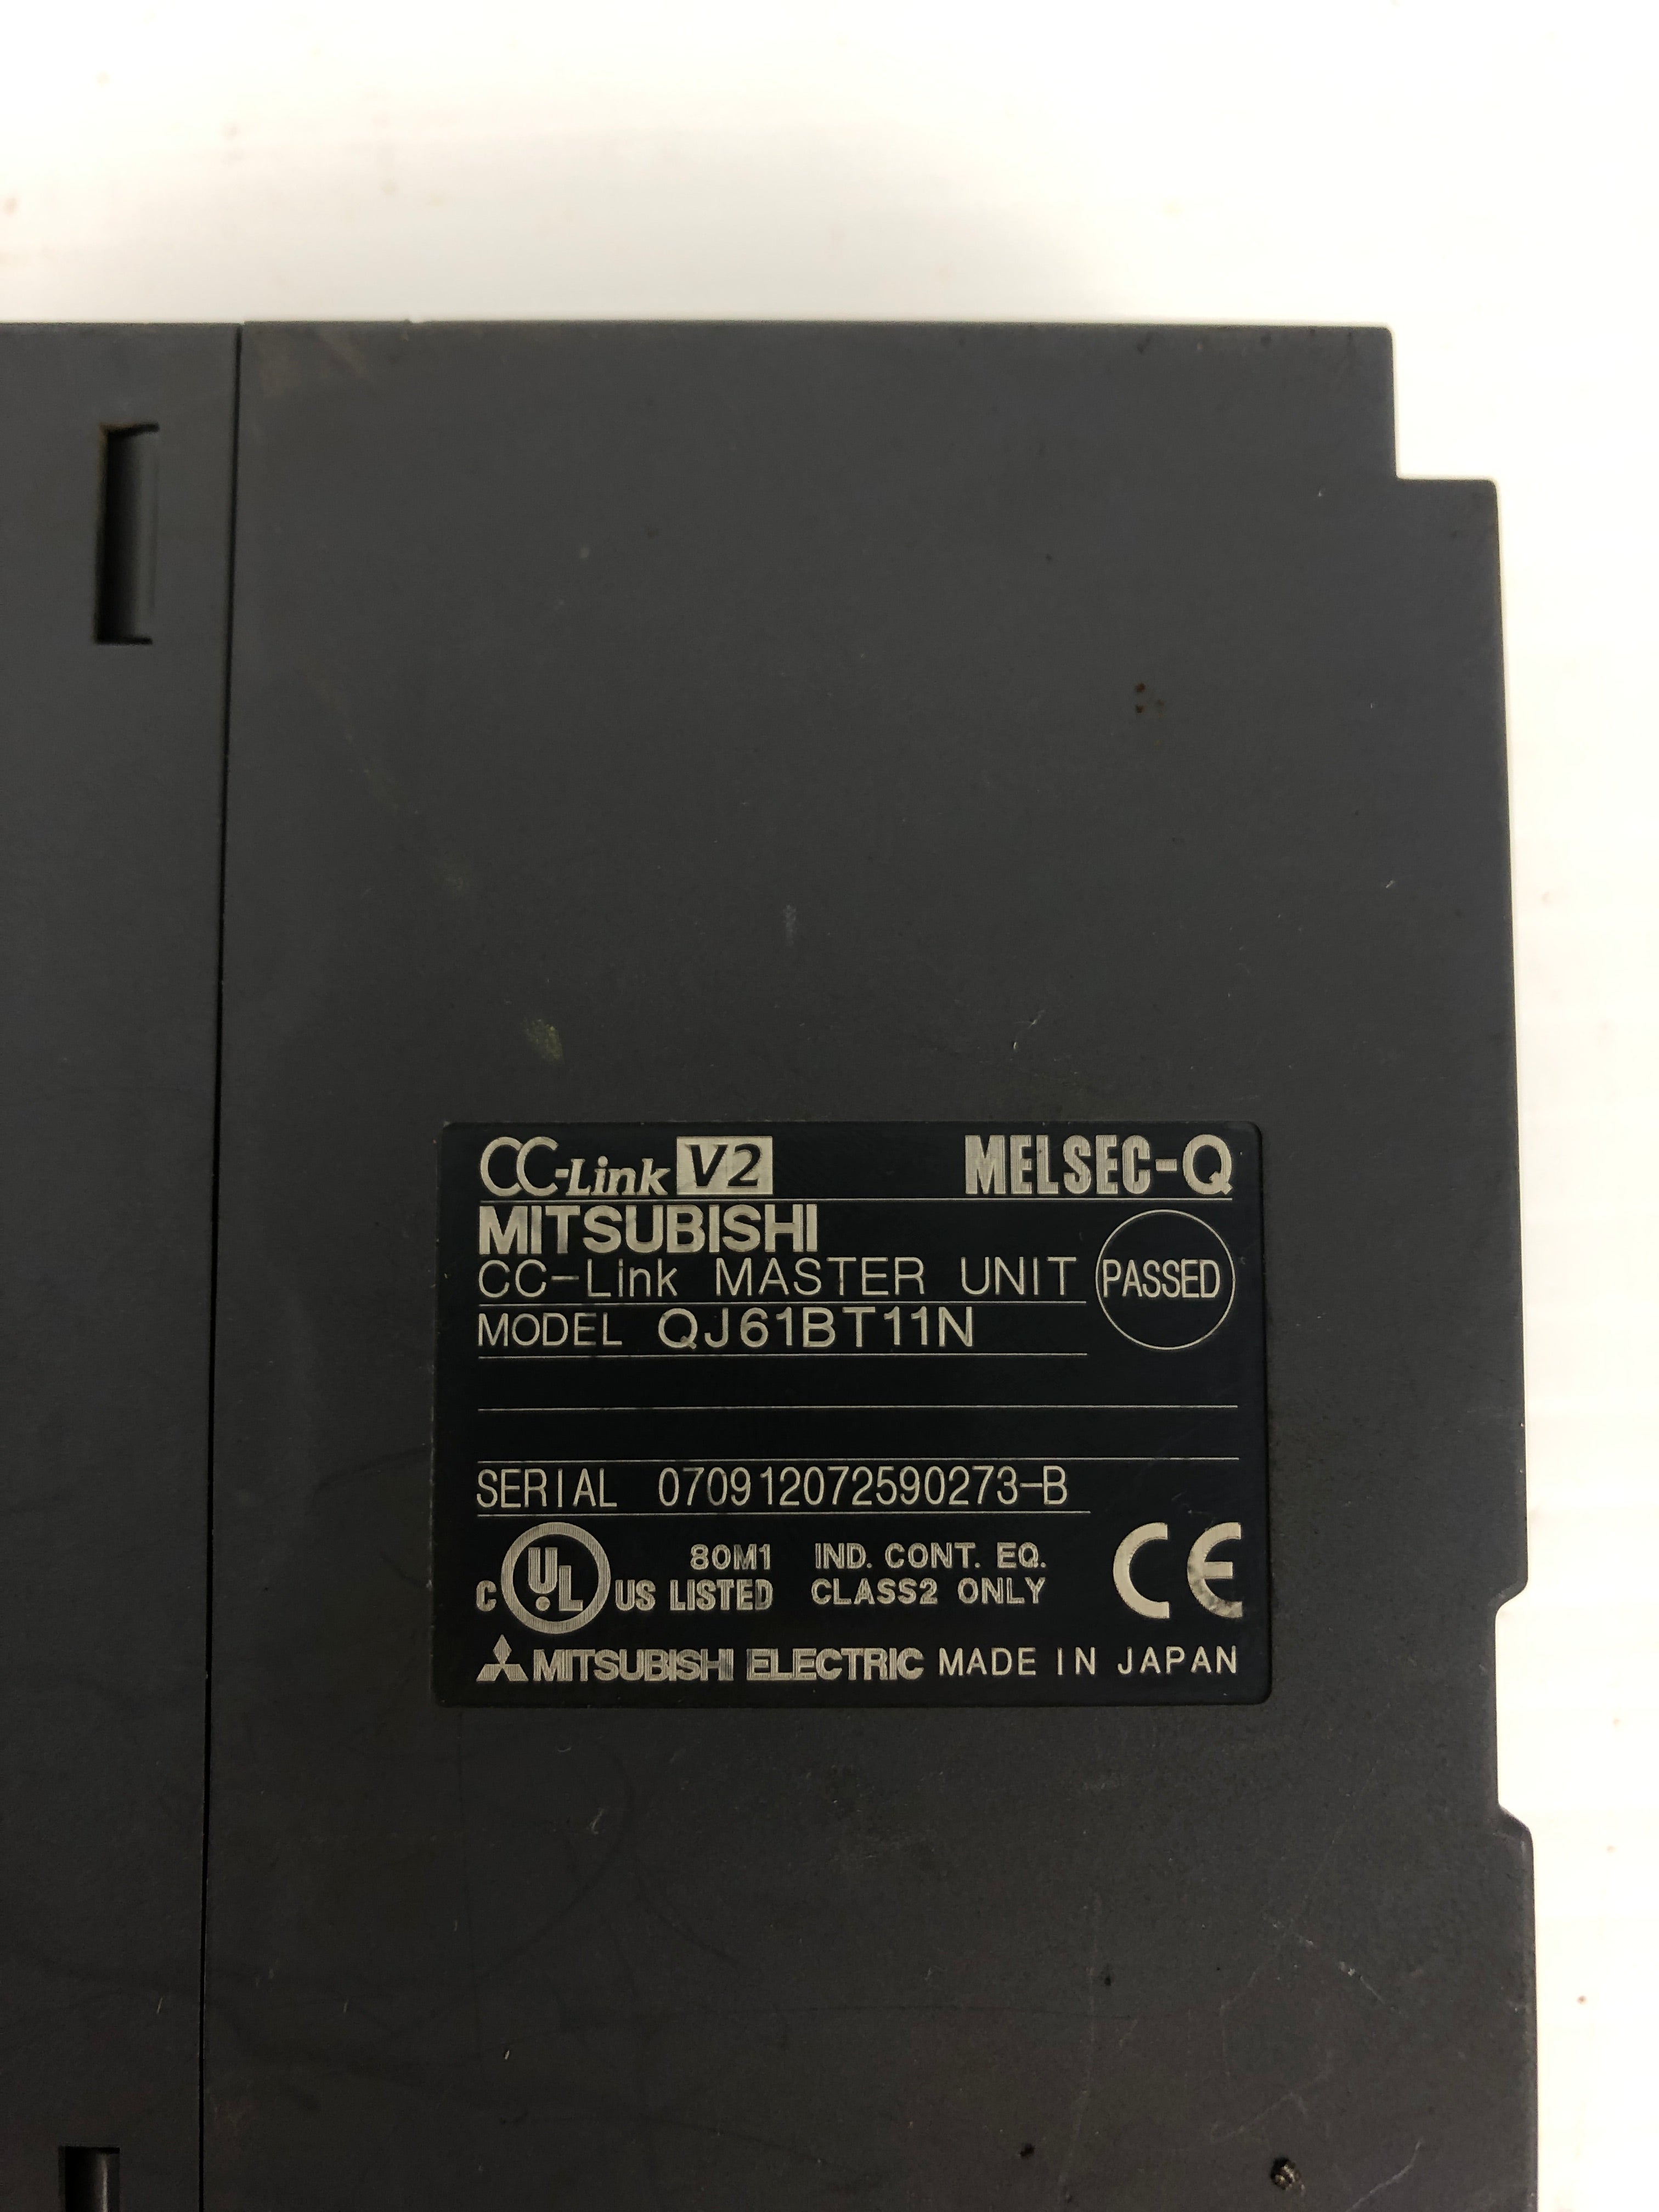 CC-Link V2 MELSEC-Q
MITSUBISHI
CC-Link MASTER UNIT PASSED
MODEL QJ61BT11N
SERIAL 070912072590273-B
C UL US LISTED 80M1 IND. CONT. EQ.
CLASS2 ONLY CE
MITSUBISHI ELECTRIC MADE IN JAPAN